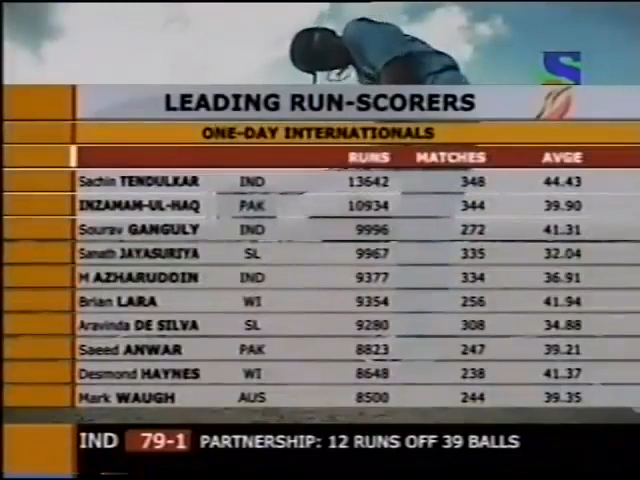 S
LEADING RUN-SCORERS
ONE-DAY INTERNATIONALS
RUNS MATCHES AVGE
Sachin TENDULKAR IND 13642 348 44.43
INZAMAM-UL-HAQ PAK 10934 344 39.90
Sourav GANGULY IND 9996 272 41.31
Sanath JAYASURIYA SL 9967 335 32.04
M AZHARUDDIN IND 9377 334 36.91
Brian LARA WI 9354 256 41.94
Aravinda DE SILVA SL 9280 308 34.88
Saeed ANWAR PAK 8823 247 39.21
Desmond HAYNES WI 8648 238 41.37
Mark WAUGH AUS 8500 244 39.35
IND 79-1 PARTNERSHIP: 12 RUNS OFF 39 BALLS